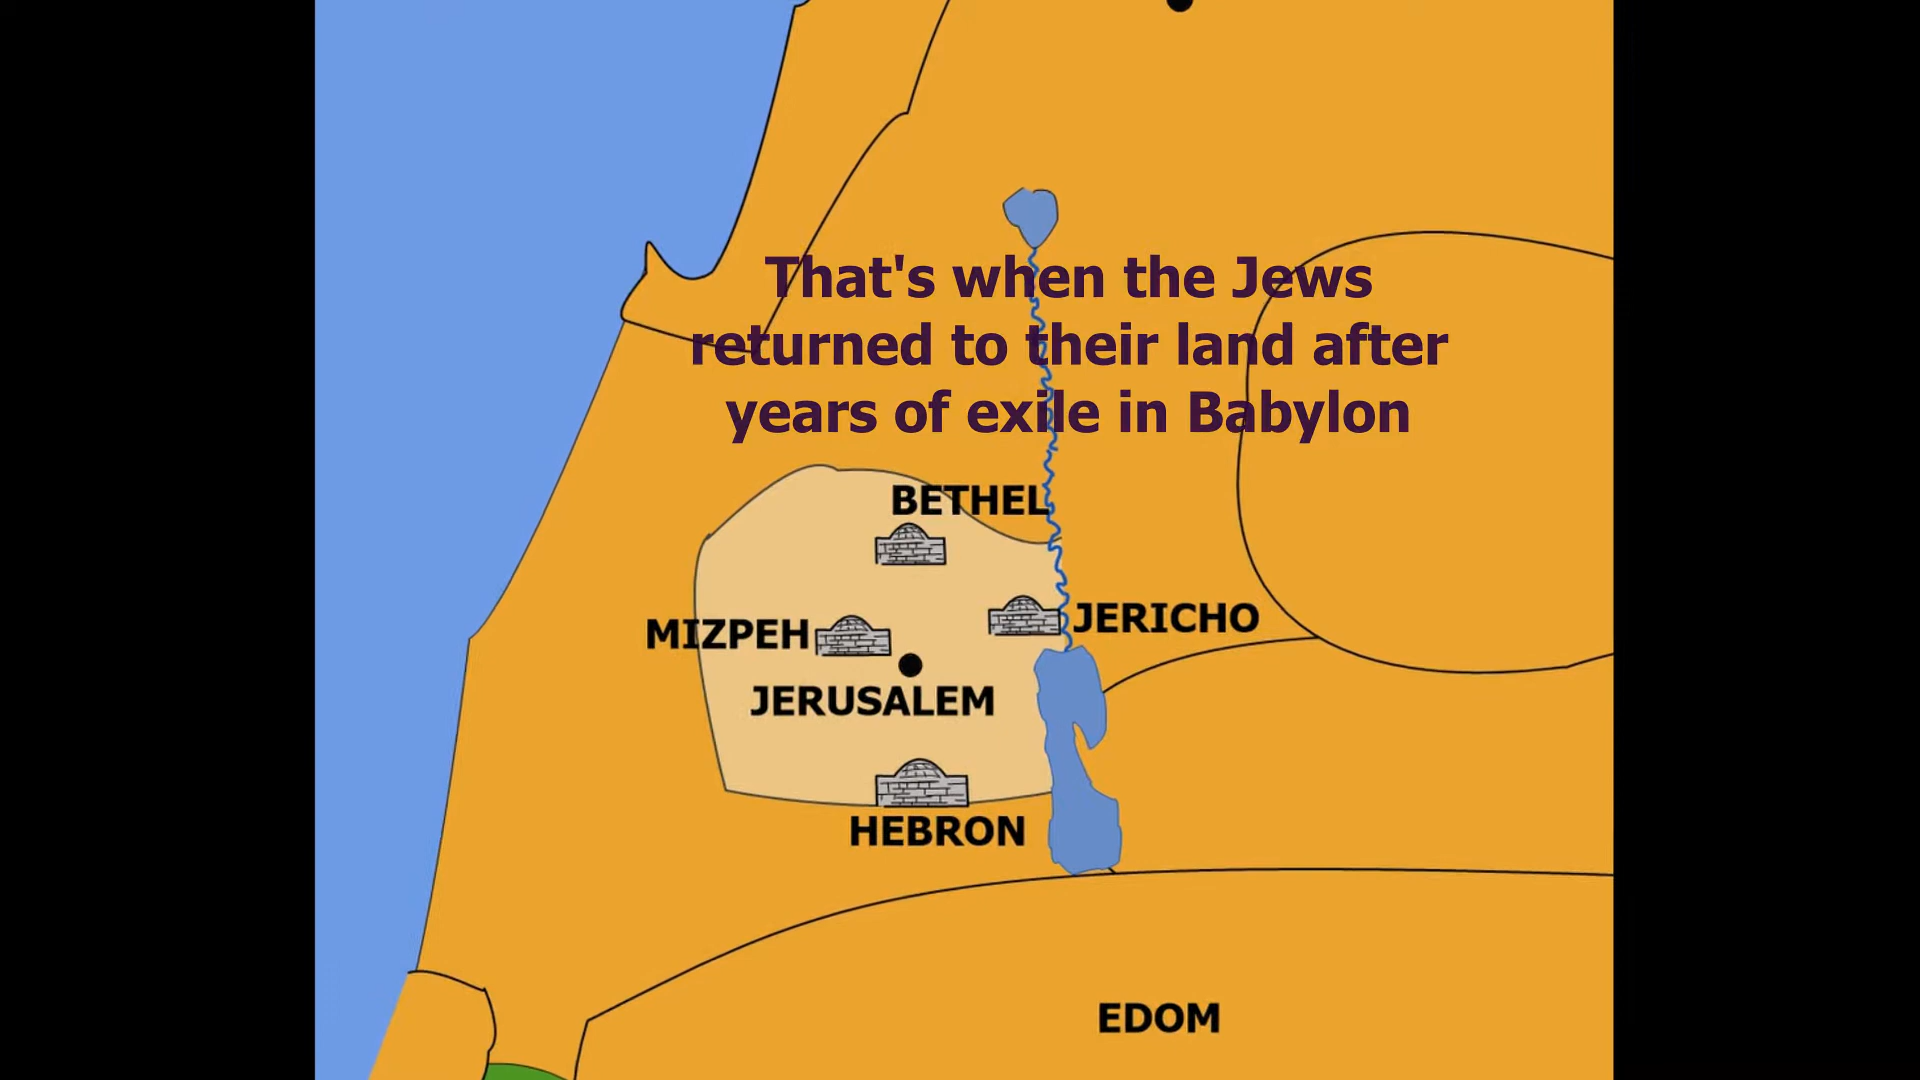 That's when the Jews
returned to their land after
years of exile in Babylon
BETHEL
JERICHO
MIZPEH
JERUSALEM
HEBRON
EDOM